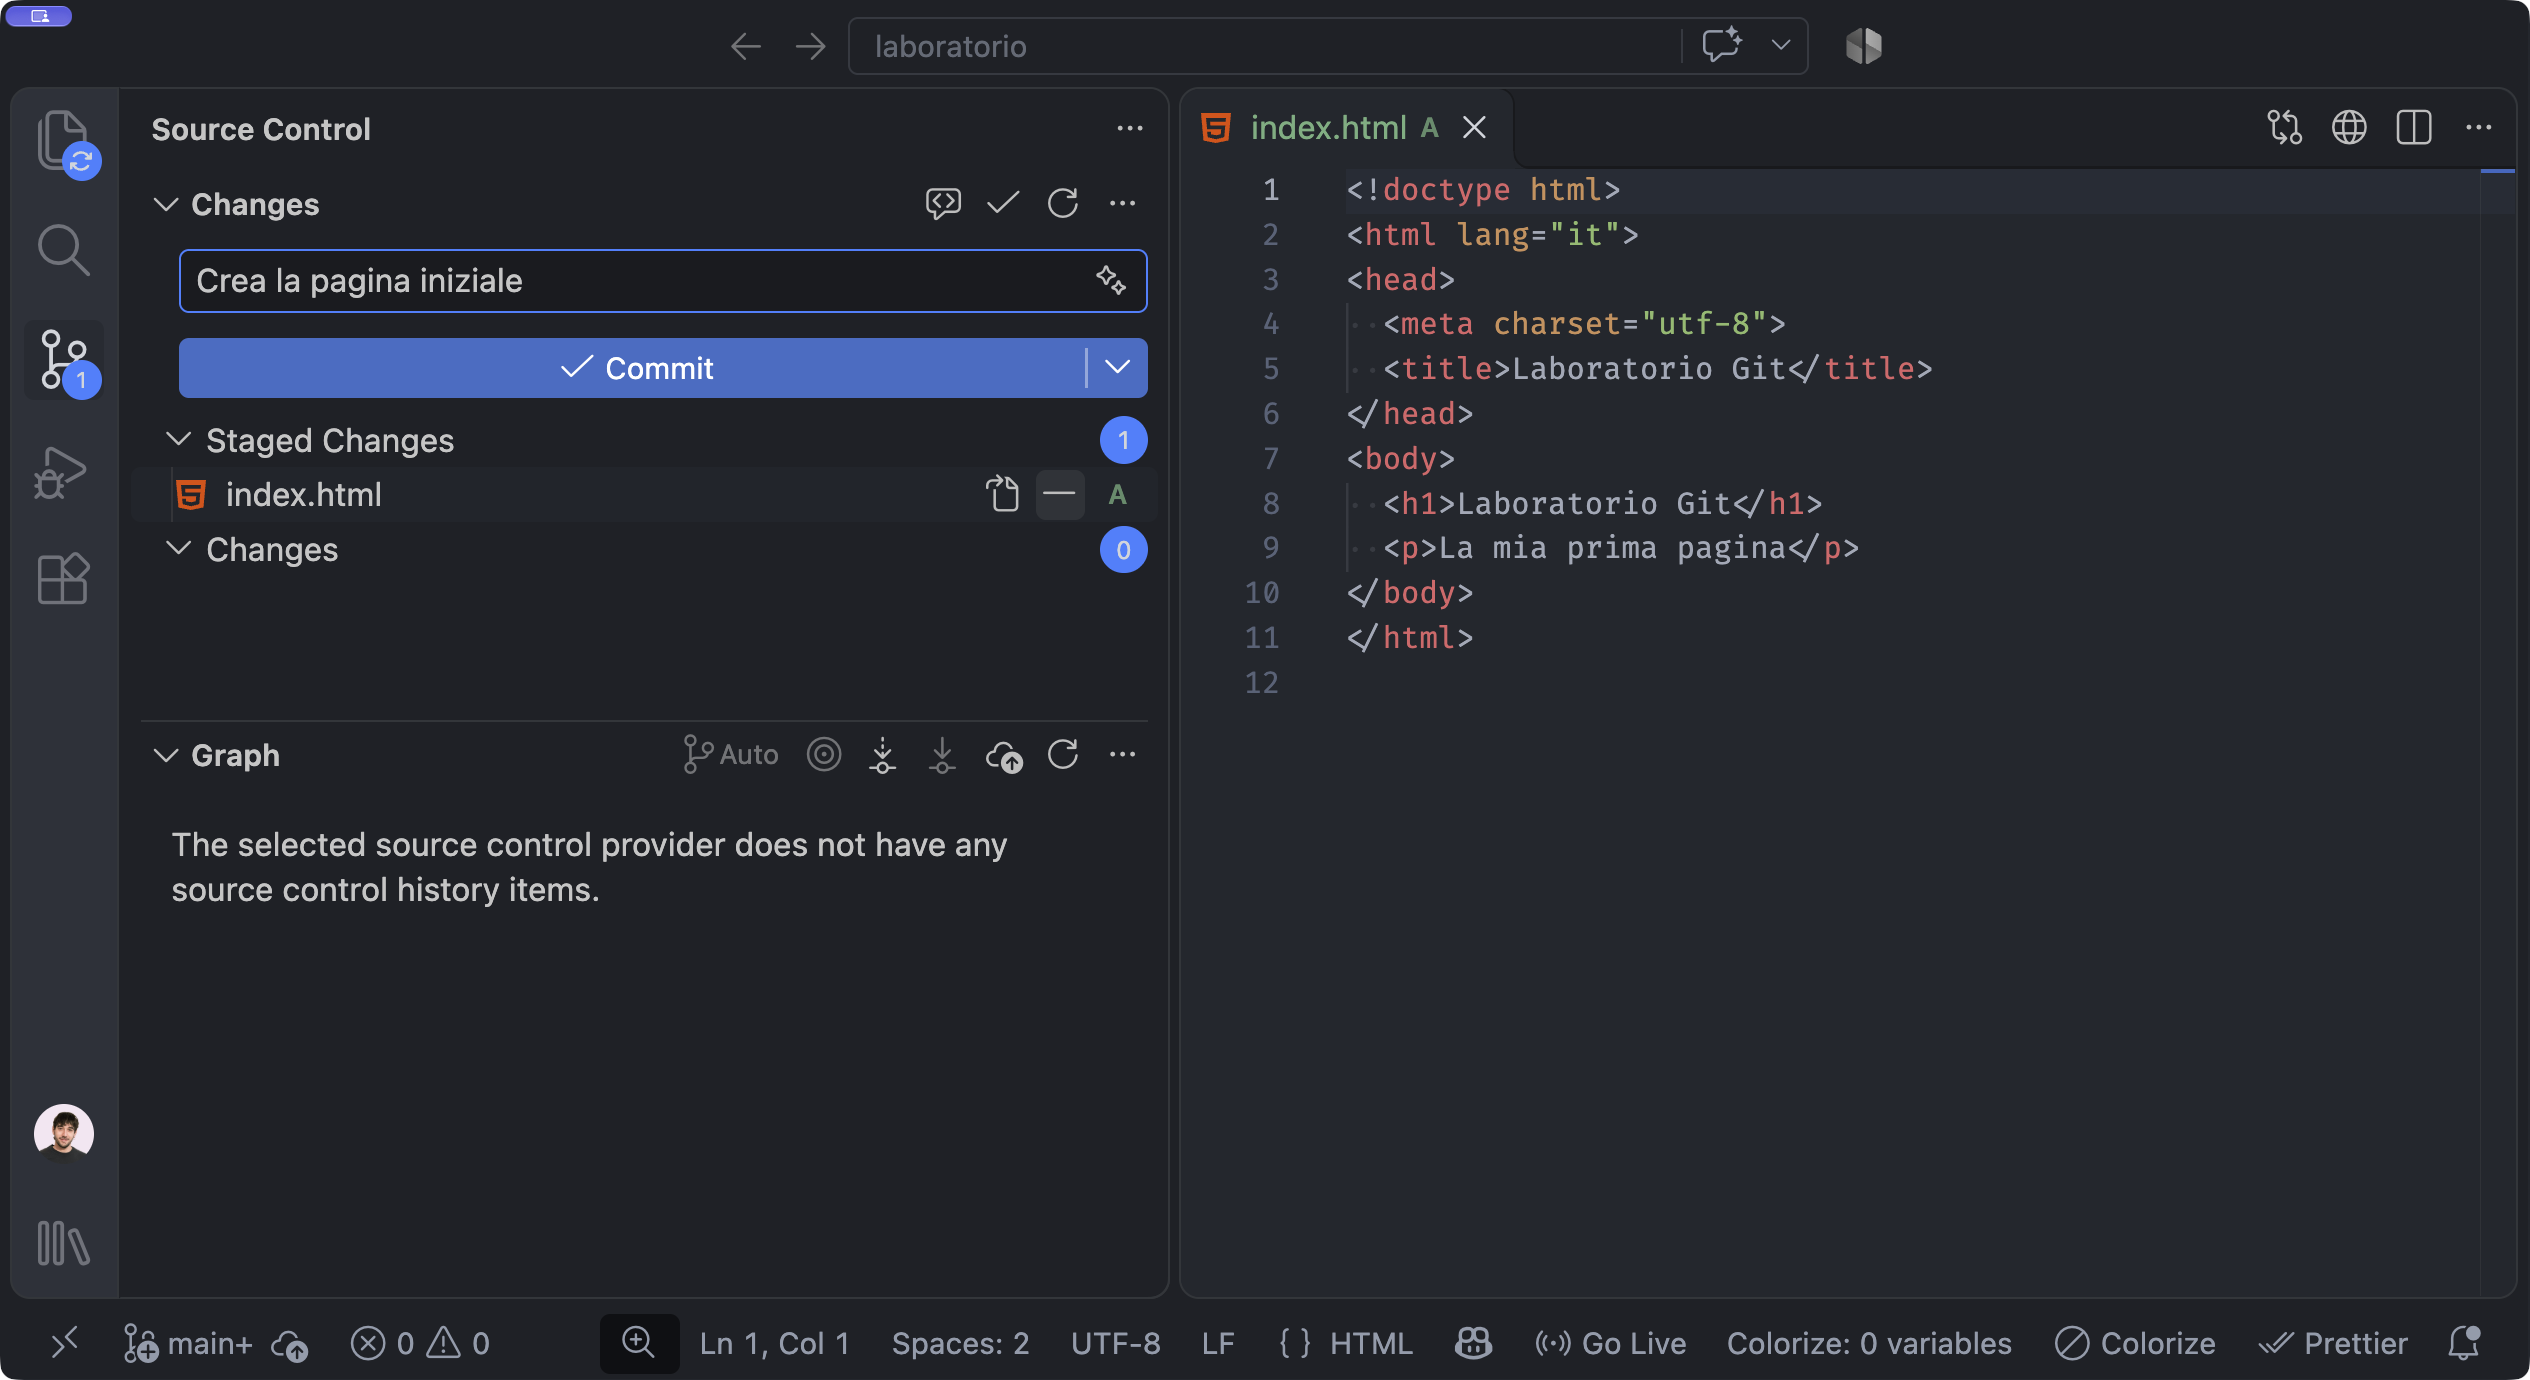 laboratorio
Source Control
Changes
Crea la pagina iniziale
Commit
Staged Changes
1
index.html
A
Changes
0
1
Graph
Auto
The selected source control provider does not have any
source control history items.
index.html A
1 <!doctype html>
2 <html lang="it">
3 <head>
4 <meta charset="utf-8">
5 <title>Laboratorio Git</title>
6 </head>
7 <body>
8 <h1>Laboratorio Git</h1>
9 <p>La mia prima pagina</p>
10 </body>
11 </html>
12
main+ 0 0 Ln 1, Col 1 Spaces: 2 UTF-8 LF {} HTML Go Live Colorize: 0 variables Colorize Prettier